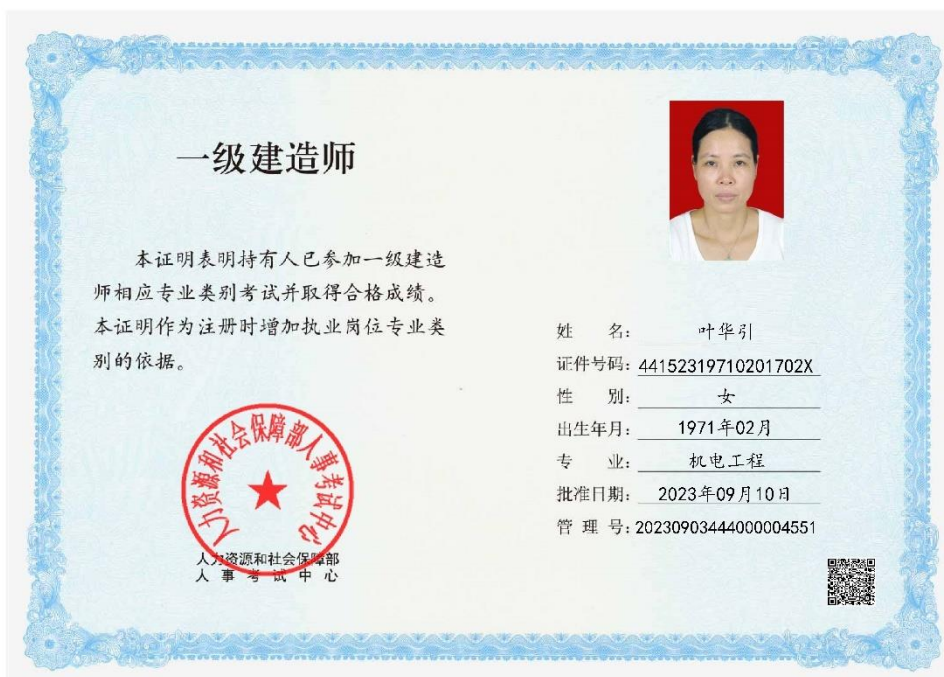 一级建造师
本证明表明持有人已参加一级建造
师相应专业类别考试并取得合格成绩。
本证明作为注册时增加执业岗位专业类
别的依据。
人力资源和社会保障部人事考试中心
人力资源和社会保障部
人事考试中心
姓 名: 叶华引
证件号码: 44152319710201702X
性 别: 女
出生年月: 1971年02月
专 业: 机电工程
批准日期: 2023年09月10日
管 理 号: 20230903444000004551